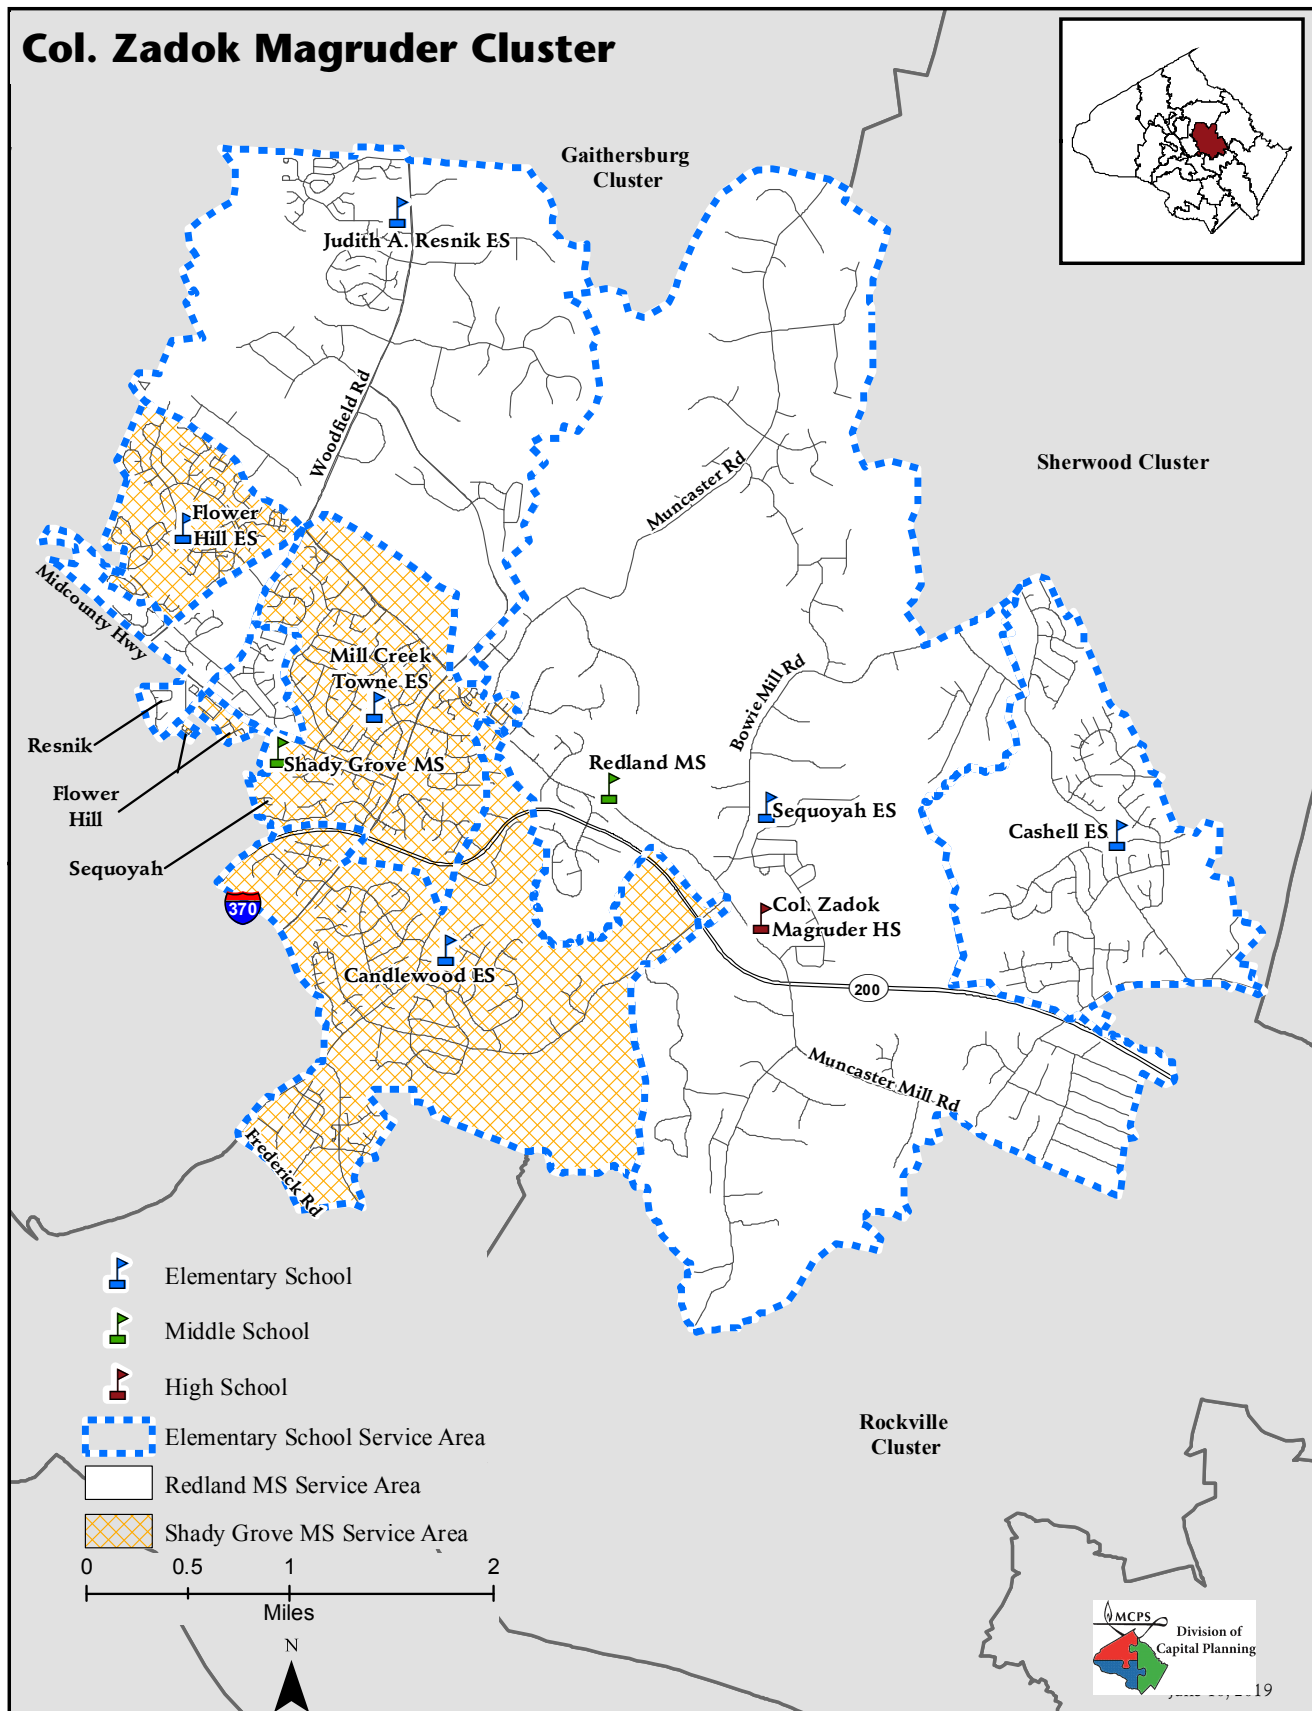 Col. Zadok Magruder Cluster
Gaithersburg
Cluster
Judith A. Resnik ES
Woodfield Rd
Muncaster Rd
Sherwood Cluster
Flower
Hill ES
Midcounty Hwy
Mill Creek
Towne ES
Bowie Mill Rd
Resnik
Shady Grove MS
Redland MS
Flower
Hill
Sequoyah ES
Cashell ES
Sequoyah
370
Col. Zadok
Magruder HS
Candlewood ES
200
Muncaster Mill Rd
Frederick Rd
Elementary School
Middle School
High School
Elementary School Service Area
Redland MS Service Area
Shady Grove MS Service Area
Rockville
Cluster
0 0.5 1 2
Miles
N
MCPS
Division of
Capital Planning
2019